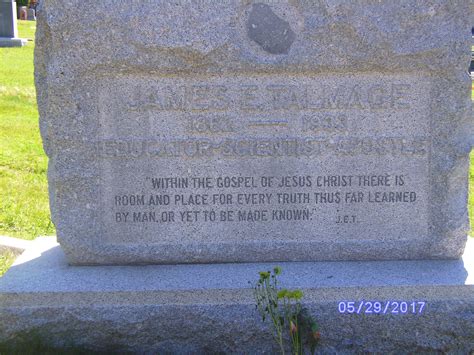 JAMES E. TALMAGE
1862 — 1933
EDUCATOR-SCIENTIST-APOSTLE
"WITHIN THE GOSPEL OF JESUS CHRIST THERE IS
ROOM AND PLACE FOR EVERY TRUTH THUS FAR LEARNED
BY MAN, OR YET TO BE MADE KNOWN." J.E.T.
05/29/2017